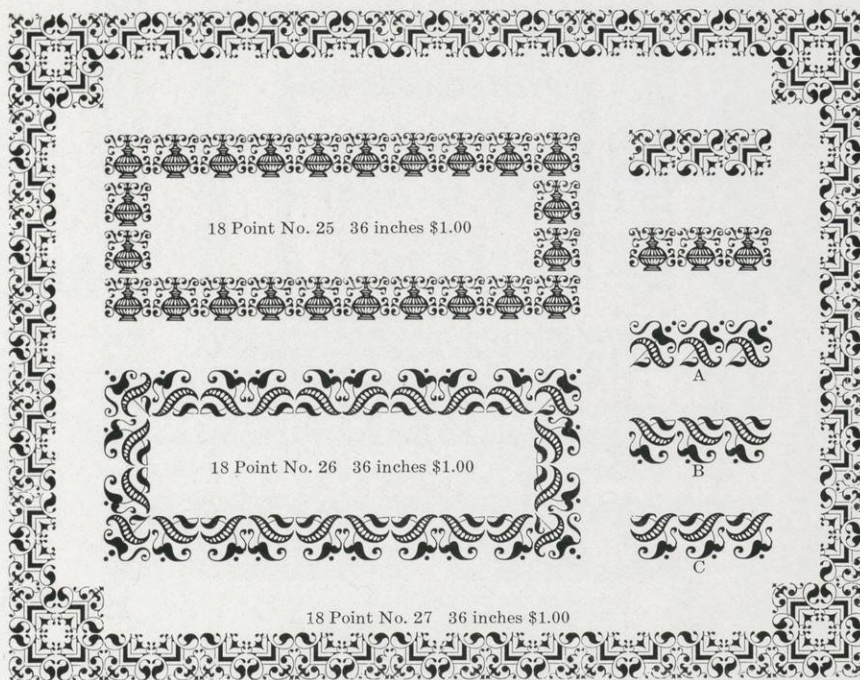 18 Point No. 25 36 inches $1.00
A
B
18 Point No. 26 36 inches $1.00
C
18 Point No. 27 36 inches $1.00